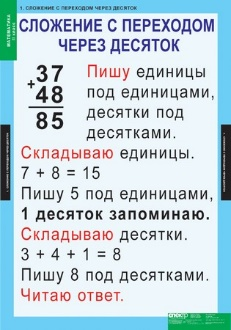 МАТЕМАТИКА
1. СЛОЖЕНИЕ С ПЕРЕХОДОМ ЧЕРЕЗ ДЕСЯТОК
СЛОЖЕНИЕ С ПЕРЕХОДОМ
ЧЕРЕЗ ДЕСЯТОК
37
+
48
85
Пишу единицы
под единицами,
десятки под
десятками.
Складываю единицы.
7 + 8 = 15
Пишу 5 под единицами,
1 десяток запоминаю.
Складываю десятки.
3 + 4 + 1 = 8
Пишу 8 под десятками.
Читаю ответ.